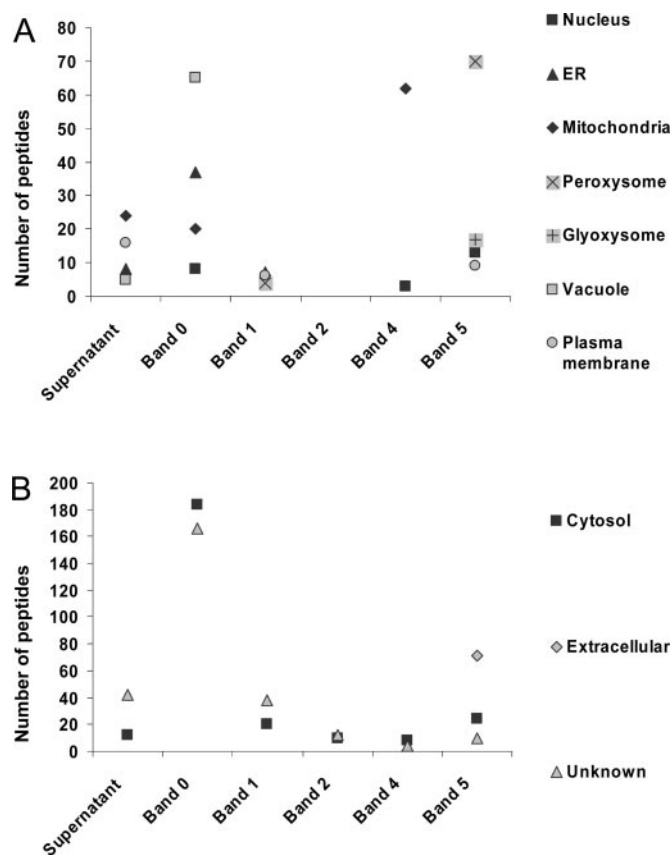 A
Number of peptides
80
70
60
50
40
30
20
10
0
Supernatant
Band 0
Band 1
Band 2
Band 4
Band 5
Nucleus
ER
Mitochondria
Peroxysome
Glyoxysome
Vacuole
Plasma
membrane
B
Number of peptides
200
180
160
140
120
100
80
60
40
20
0
Supernatant
Band 0
Band 1
Band 2
Band 4
Band 5
Cytosol
Extracellular
Unknown